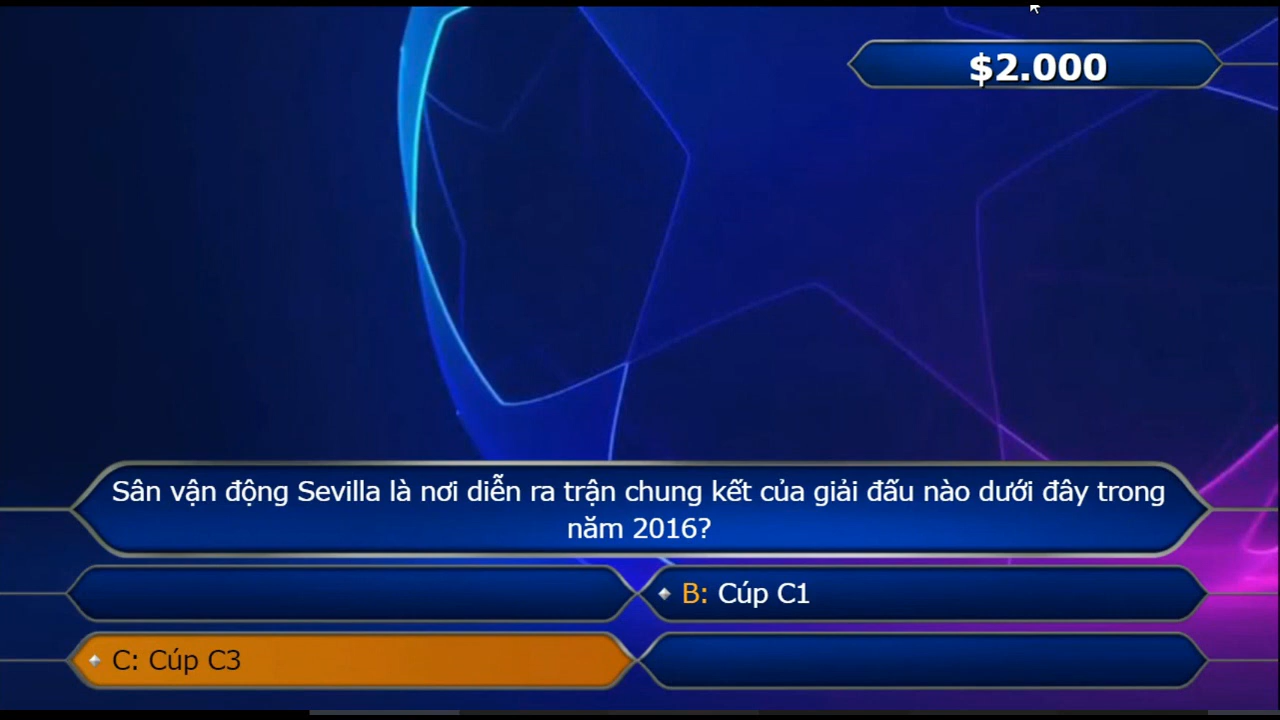 $2.000
Sân vận động Sevilla là nơi diễn ra trận chung kết của giải đấu nào dưới đây trong
năm 2016?
B: Cúp C1
C: Cúp C3